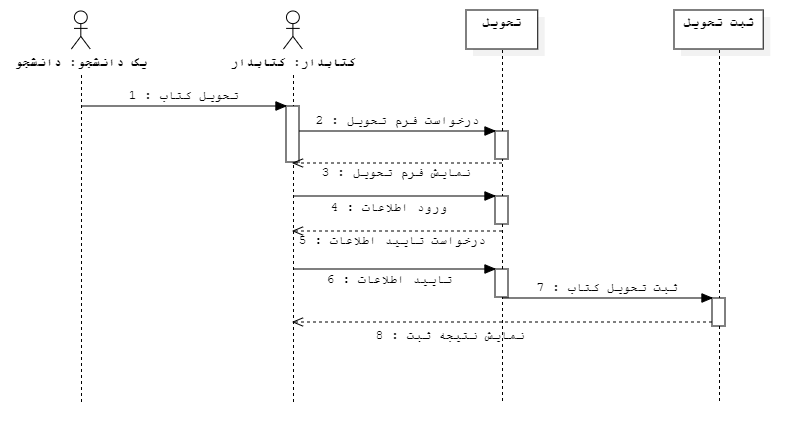 یک دانشجو: دانشجو
کتابدار: کتابدار
تحویل
ثبت تحویل
1 : تحویل کتاب
2 : درخواست فرم تحویل
3 : نمایش فرم تحویل
4 : ورود اطلاعات
5 : درخواست تایید اطلاعات
6 : تایید اطلاعات
7 : ثبت تحویل کتاب
8 : نمایش نتیجه ثبت